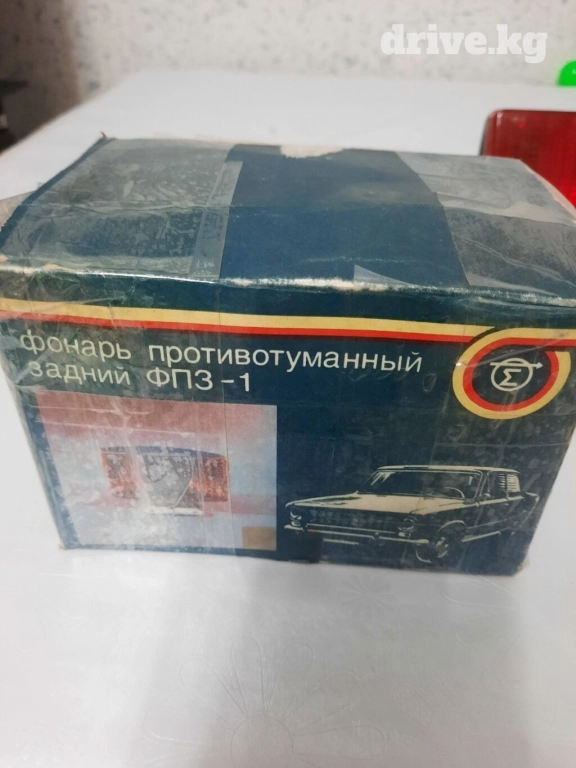 drive.kg
фонарь противотуманный
задний ФПЗ-1
Σ